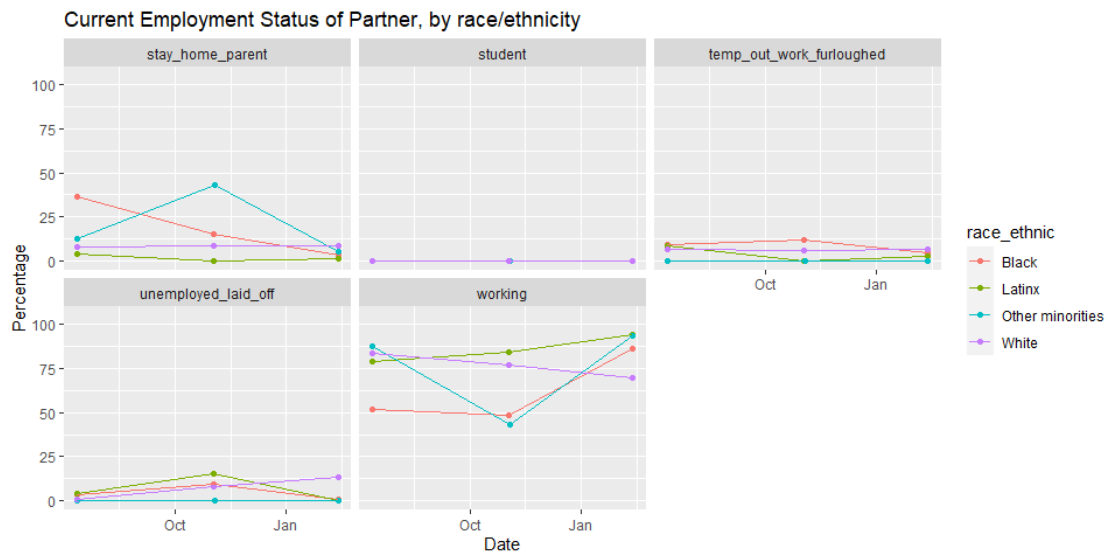 Current Employment Status of Partner, by race/ethnicity
stay_home_parent
student
temp_out_work_furloughed
100
75
50
25
0
Oct
Jan
unemployed_laid_off
working
100
75
50
25
0
Oct
Jan
Oct
Jan
Percentage
Date
race_ethnic
Black
Latinx
Other minorities
White